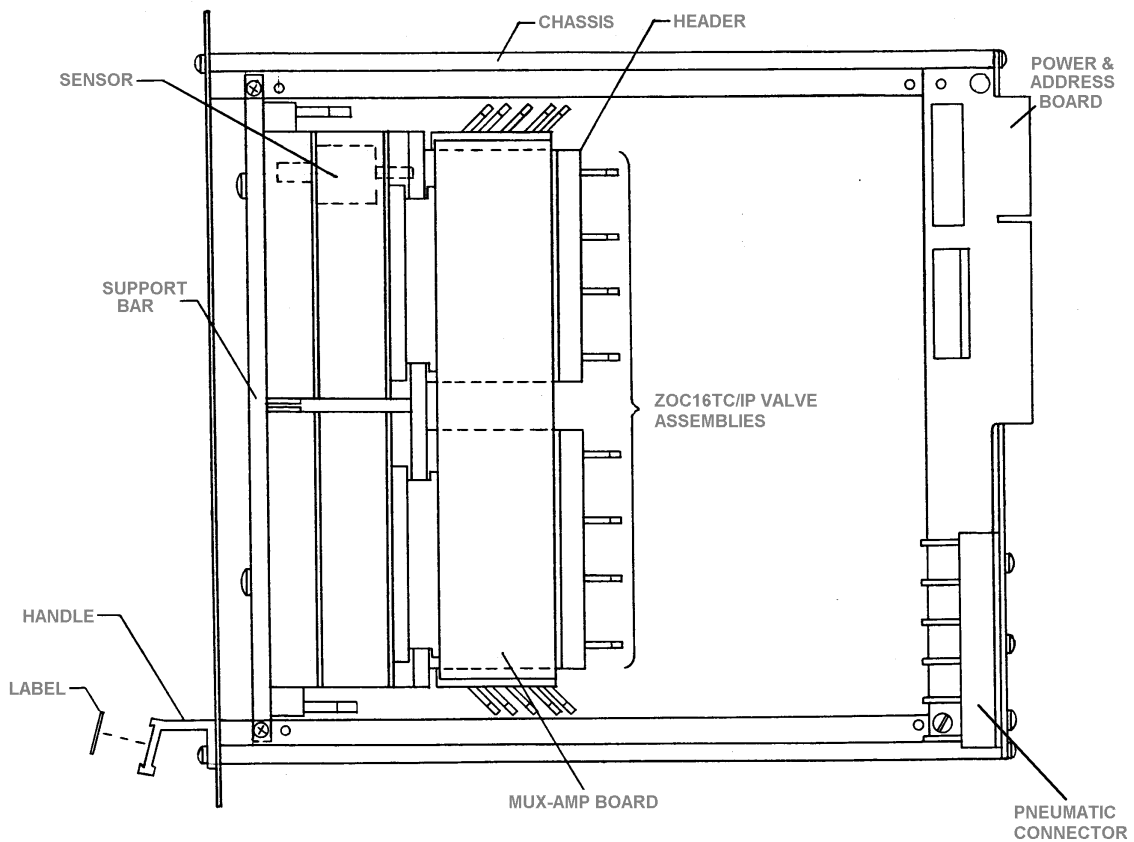 CHASSIS
HEADER
POWER &
ADDRESS
BOARD
SENSOR
SUPPORT
BAR
ZOC16TC/IP VALVE
ASSEMBLIES
HANDLE
LABEL
MUX-AMP BOARD
PNEUMATIC
CONNECTOR